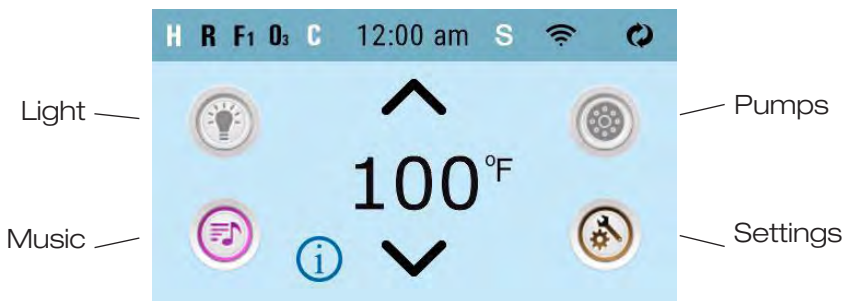 H R F1 O3 C 12:00 am S
Light
Pumps
100°F
Music
i
Settings